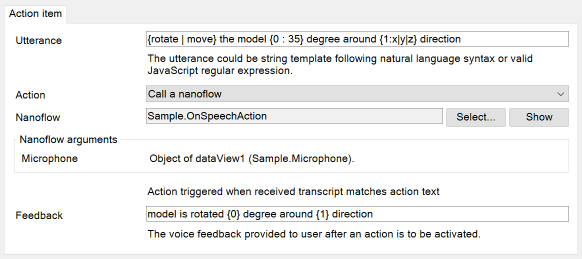 Action item
Utterance {rotate | move} the model {0 : 35} degree around {1:x|y|z} direction
The utterance could be string template following natural language syntax or valid
JavaScript regular expression.
Action Call a nanoflow
Nanoflow Sample.OnSpeechAction Select... Show
Nanoflow arguments
Microphone Object of dataView1 (Sample.Microphone).
Action triggered when received transcript matches action text
Feedback model is rotated {0} degree around {1} direction
The voice feedback provided to user after an action is to be activated.